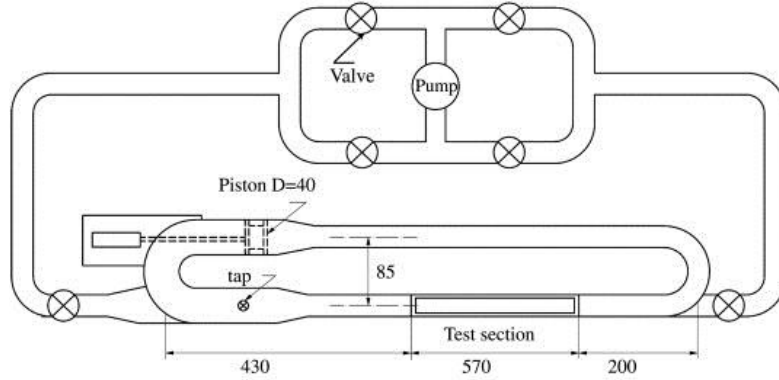 Valve
Pump
Piston D=40
tap
85
Test section
430
570
200